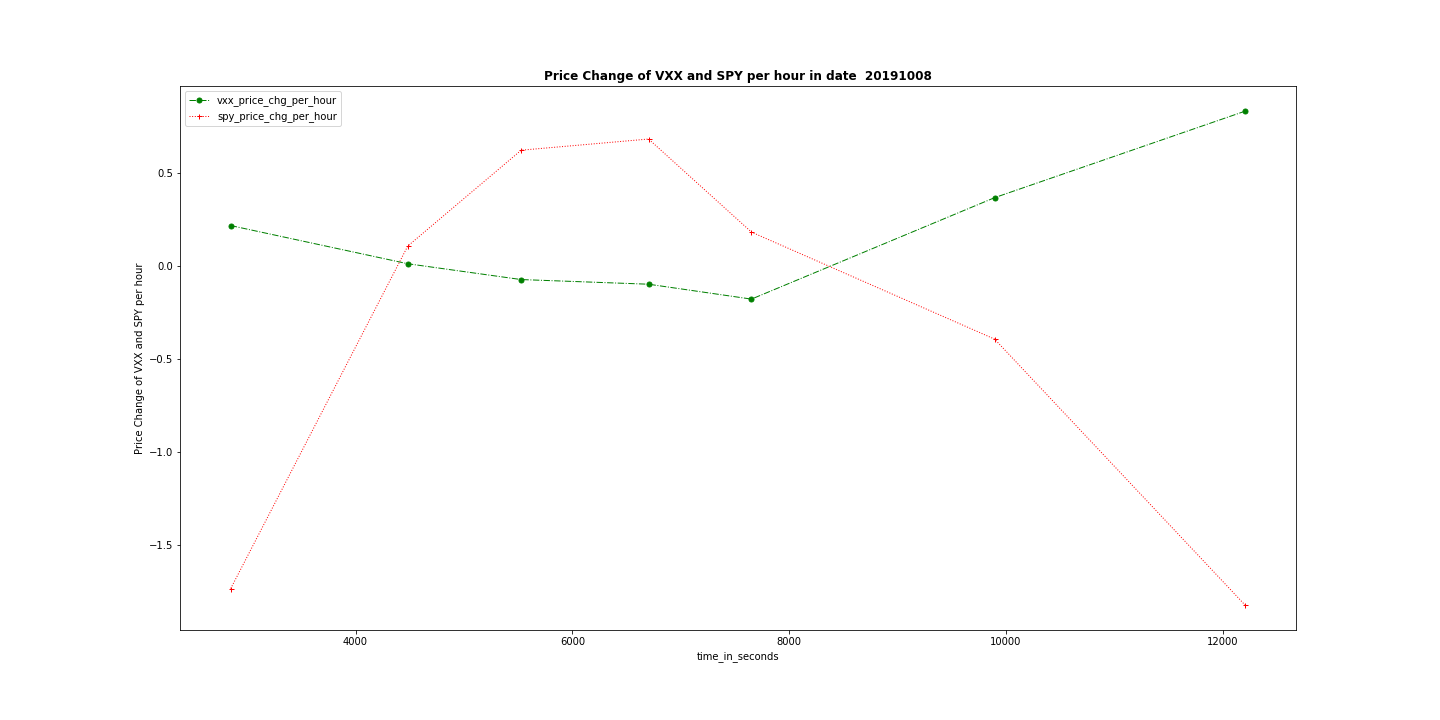 Price Change of VXX and SPY per hour in date  20191008
vxx_price_chg_per_hour
spy_price_chg_per_hour
Price Change of VXX and SPY per hour
0.5
0.0
−0.5
−1.0
−1.5
4000
6000
8000
10000
12000
time_in_seconds